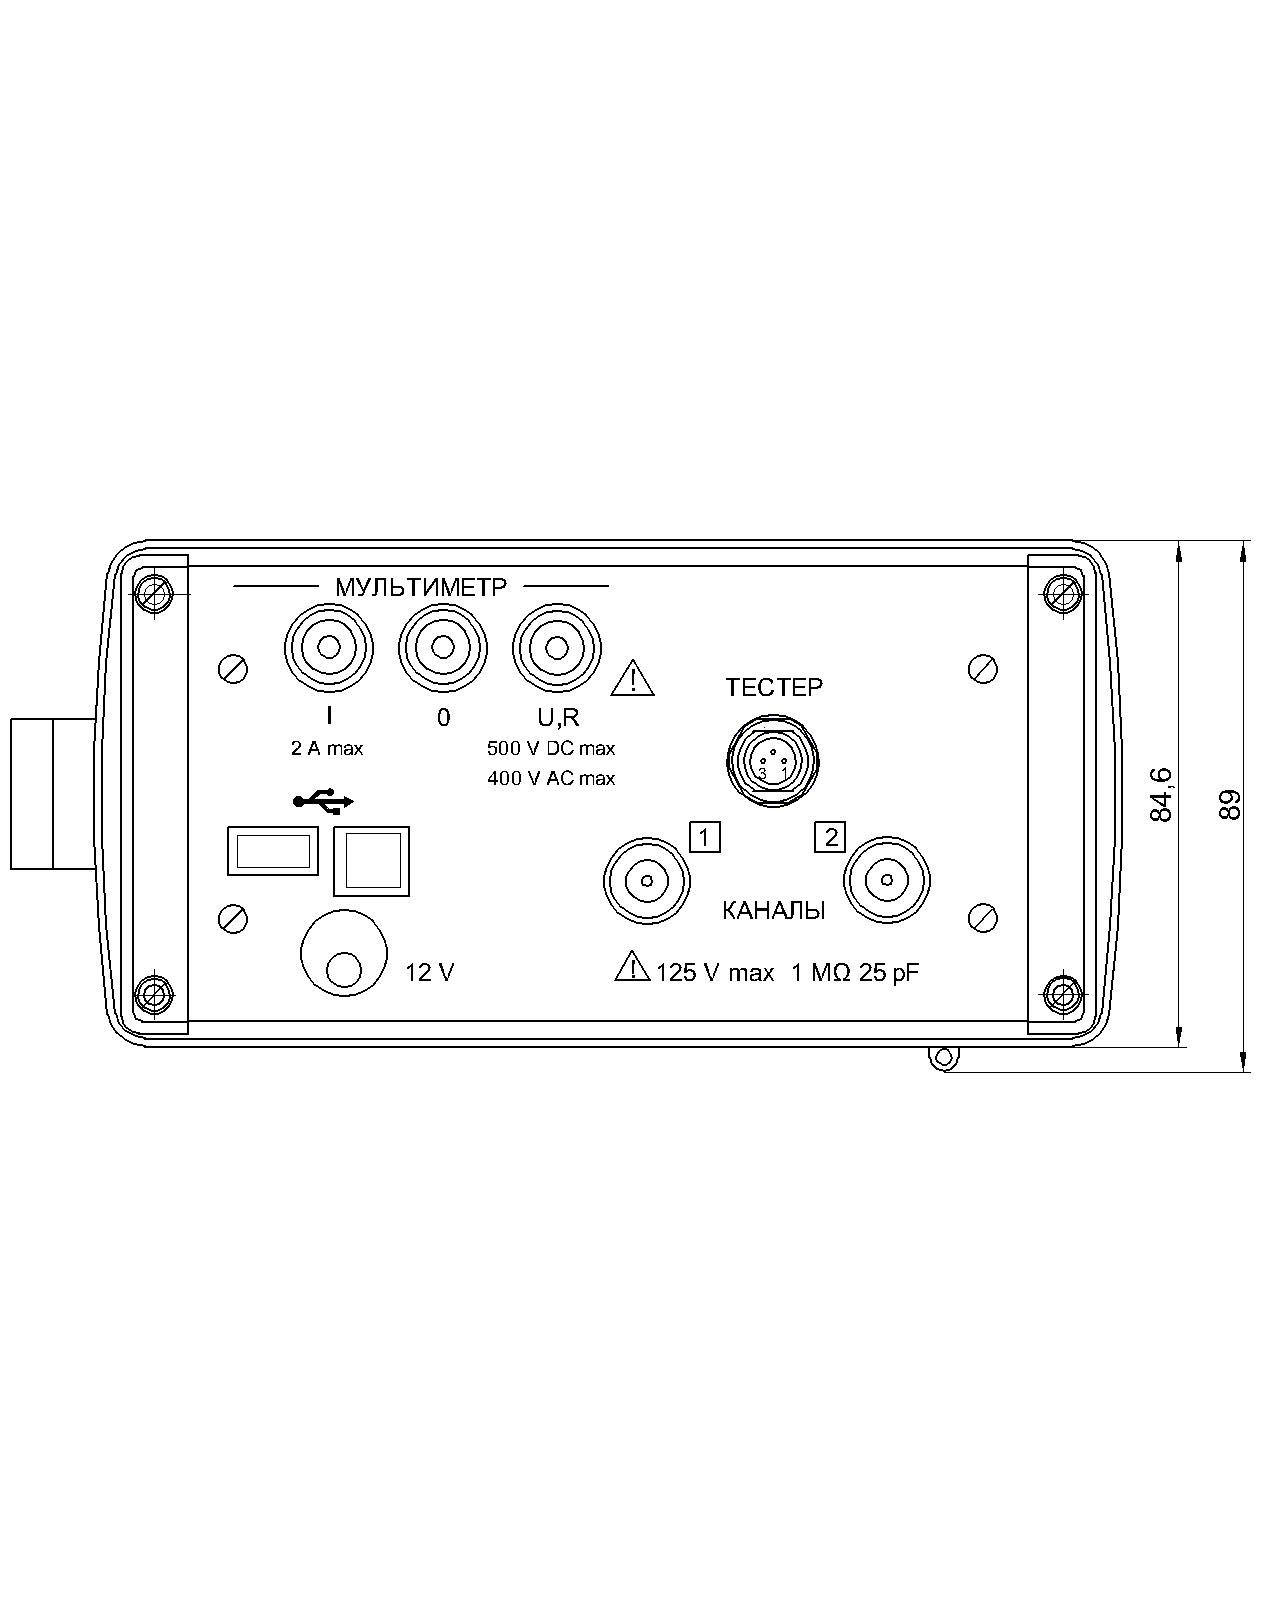 МУЛЬТИМЕТР
I 0 U,R
2 A max 500 V DC max
400 V AC max
ТЕСТЕР
3 1
1 2
КАНАЛЫ
12 V
125 V max 1 MΩ 25 pF
84,6
89